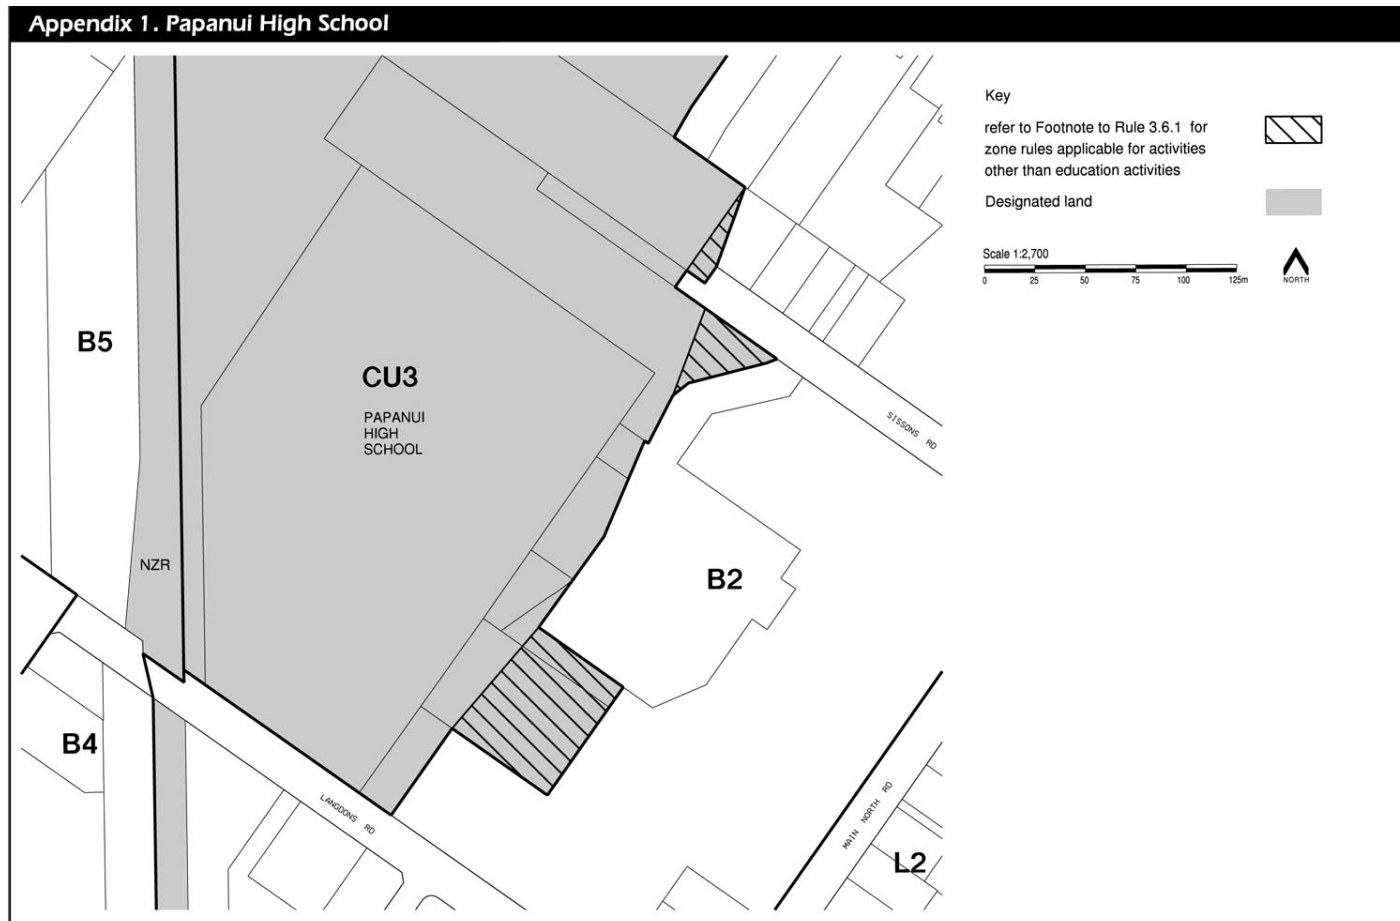 Appendix 1. Papanui High School
Key
refer to Footnote to Rule 3.6.1 for
zone rules applicable for activities
other than education activities
Designated land
Scale 1:2,700
0 25 50 75 100 125m
NORTH
B5
CU3
PAPANUI
HIGH
SCHOOL
SISSONS RD
NZR
B2
B4
LANGDONS RD
MAIN NORTH RD
L2